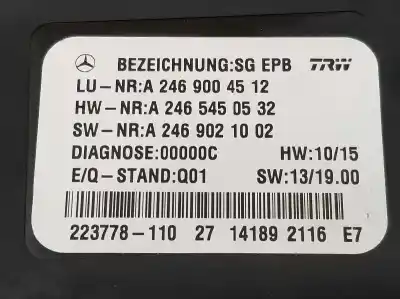 BEZEICHNUNG:SG EPB TRW
LU-NR:A 246 900 45 12
HW-NR:A 246 545 05 32
SW-NR:A 246 902 10 02
DIAGNOSE:00000C HW:10/15
E/Q-STAND:Q01 SW:13/19.00
223778-110 27 14189 2116 E7